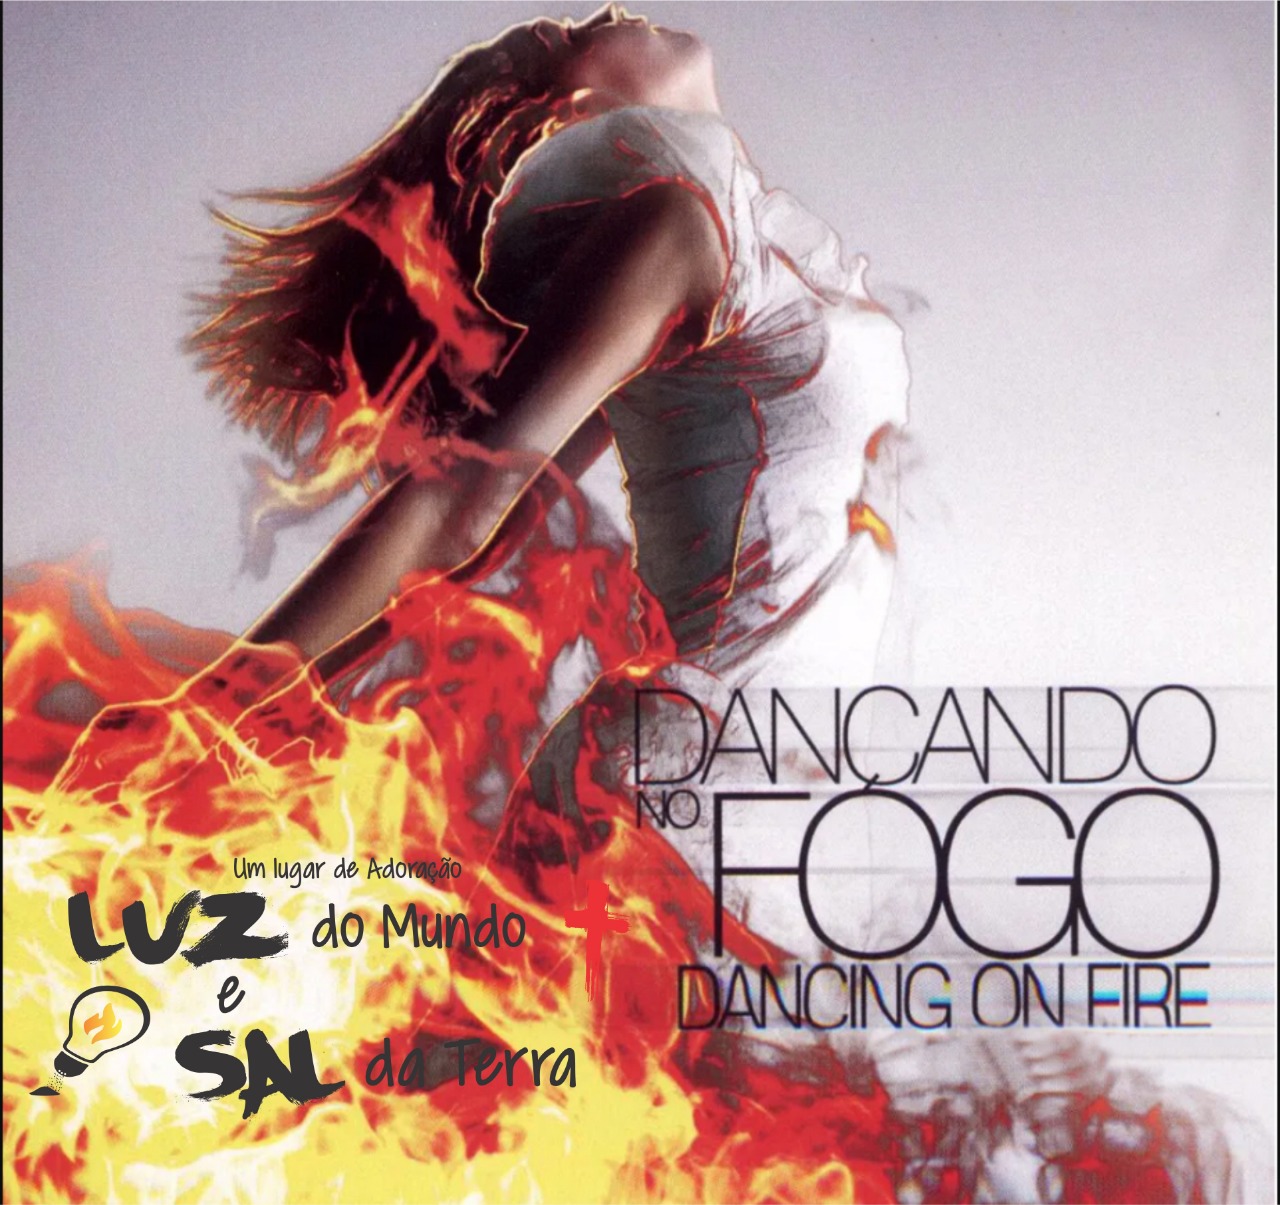 DANÇANDO
NO FOGO
DANCING ON FIRE
Um lugar de Adoração
LUZ do Mundo
e
SAL da Terra